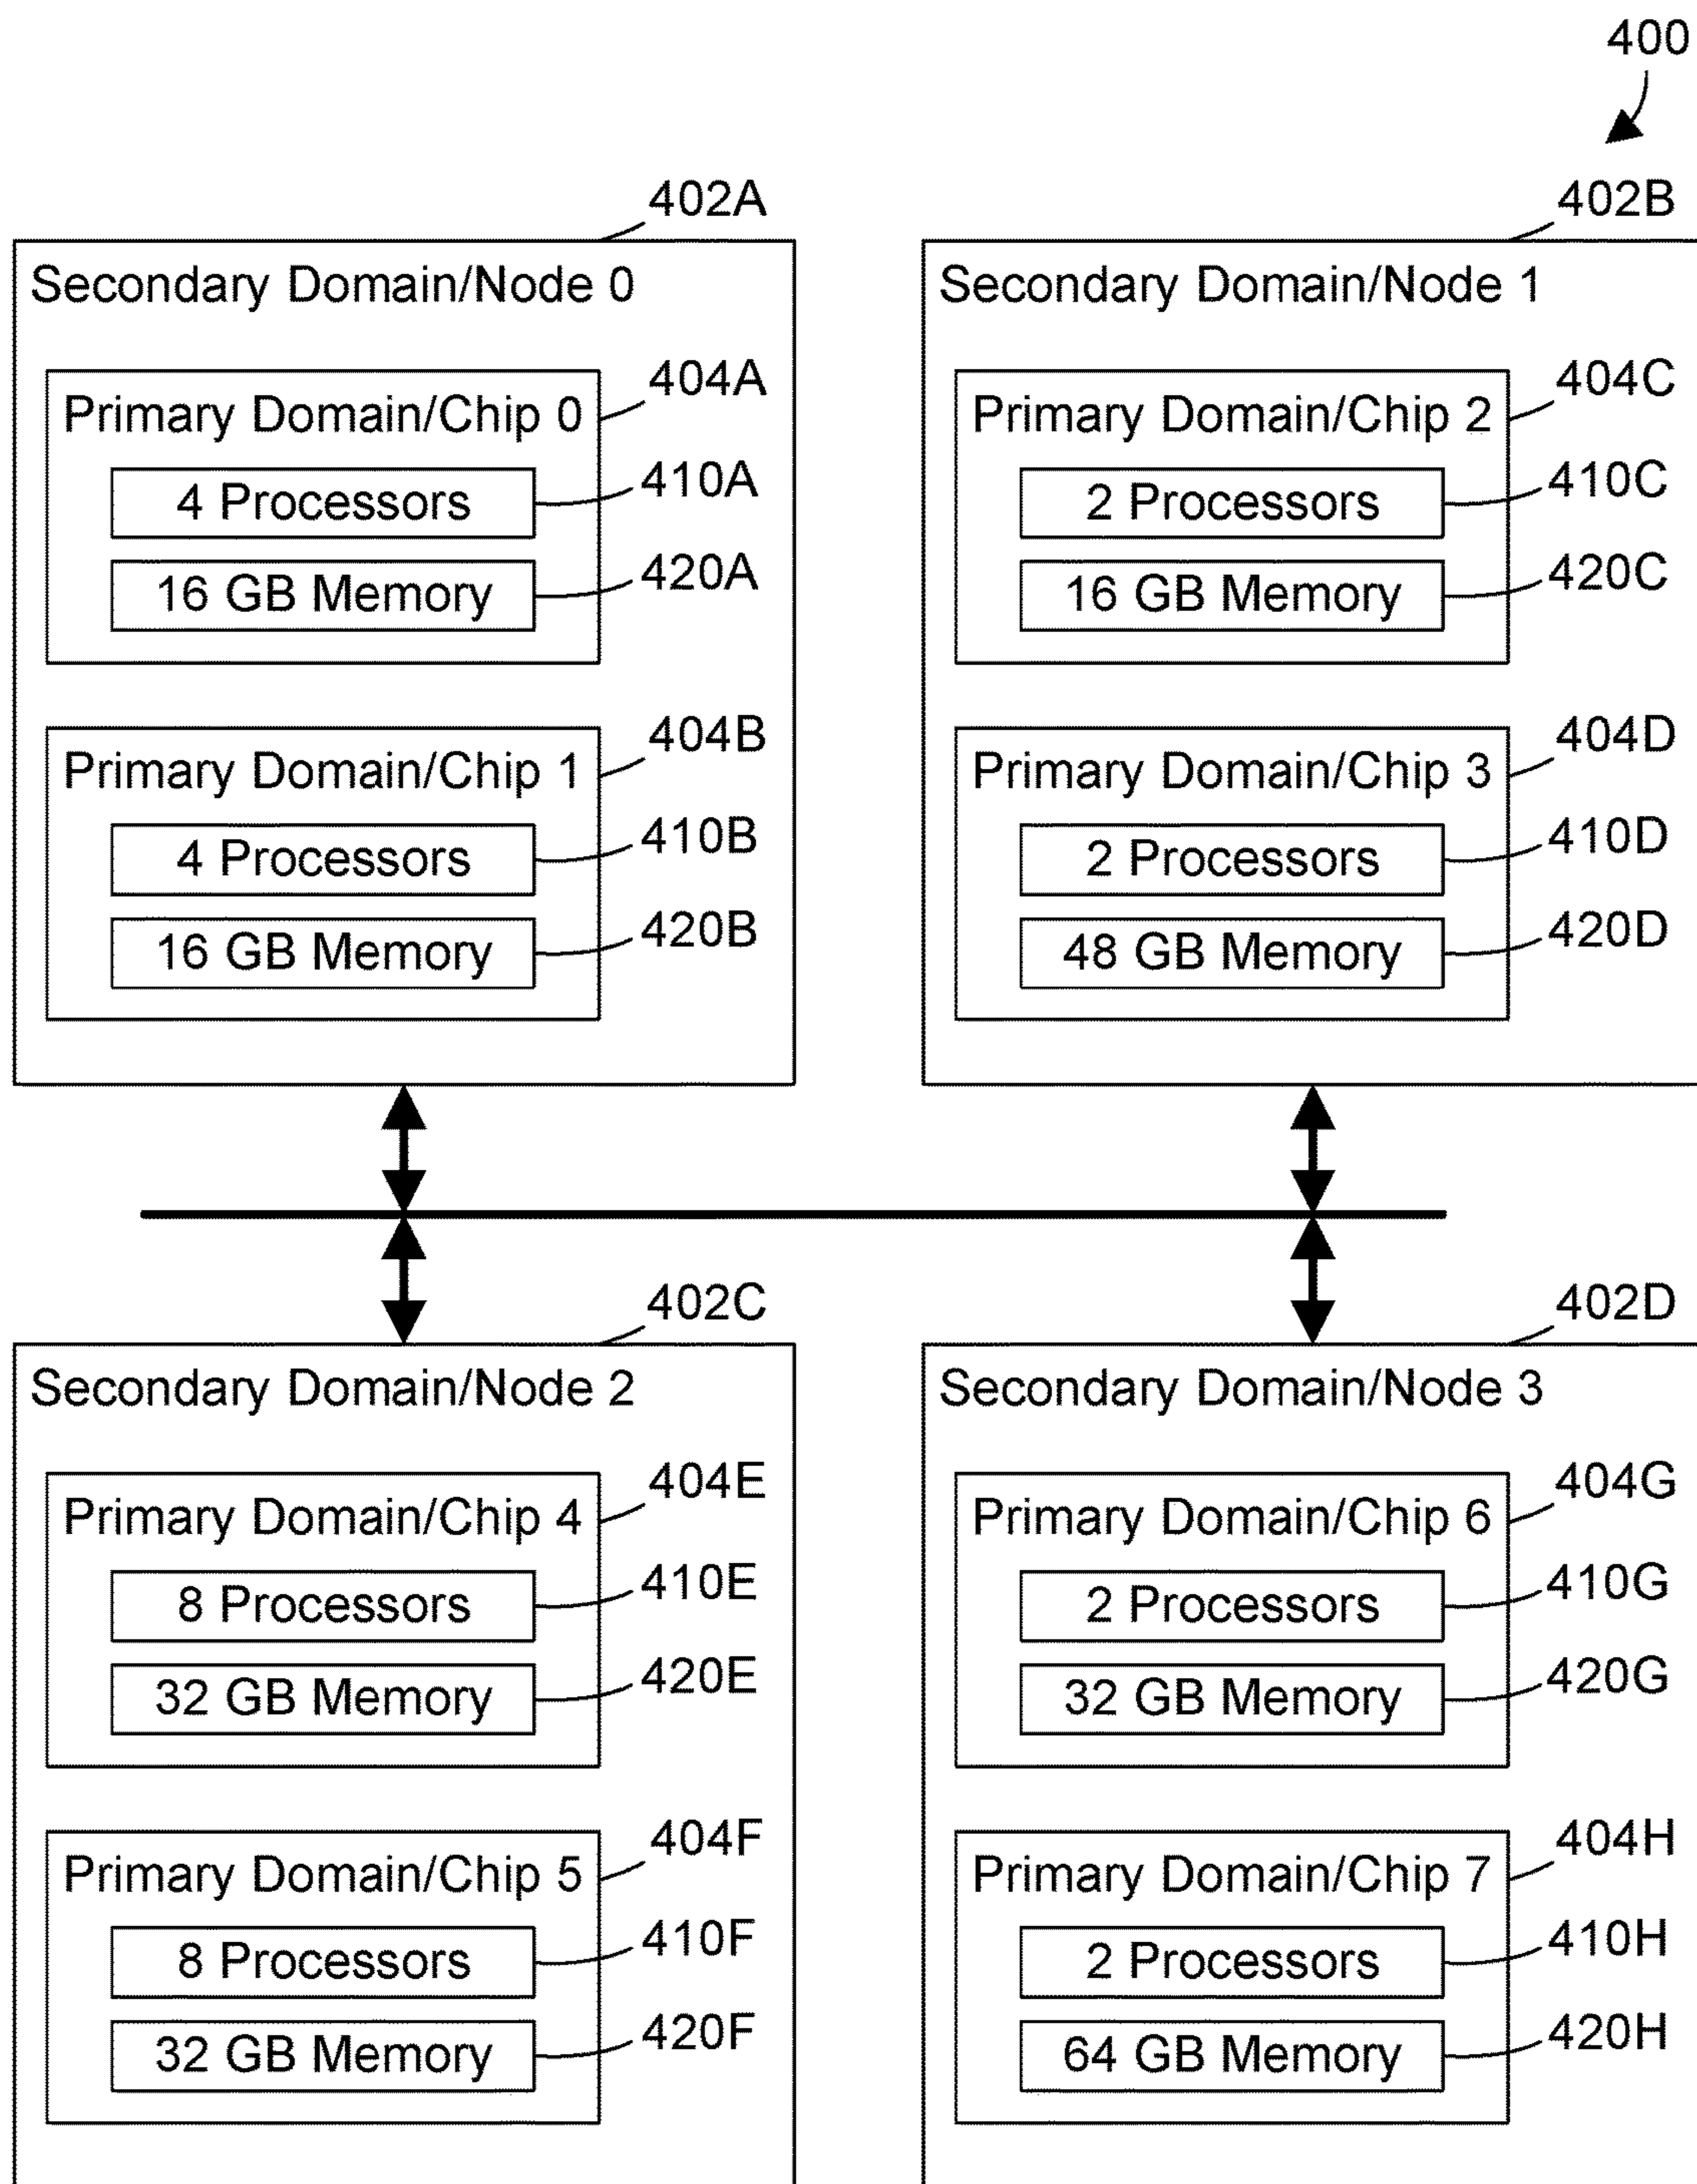 400
402A
402B
Secondary Domain/Node 0
Secondary Domain/Node 1
404A
404C
Primary Domain/Chip 0
Primary Domain/Chip 2
410A
410C
4 Processors
2 Processors
420A
420C
16 GB Memory
16 GB Memory
404B
404D
Primary Domain/Chip 1
Primary Domain/Chip 3
410B
410D
4 Processors
2 Processors
420B
420D
16 GB Memory
48 GB Memory
402C
402D
Secondary Domain/Node 2
Secondary Domain/Node 3
404E
404G
Primary Domain/Chip 4
Primary Domain/Chip 6
410E
410G
8 Processors
2 Processors
420E
420G
32 GB Memory
32 GB Memory
404F
404H
Primary Domain/Chip 5
Primary Domain/Chip 7
410F
410H
8 Processors
2 Processors
420F
420H
32 GB Memory
64 GB Memory